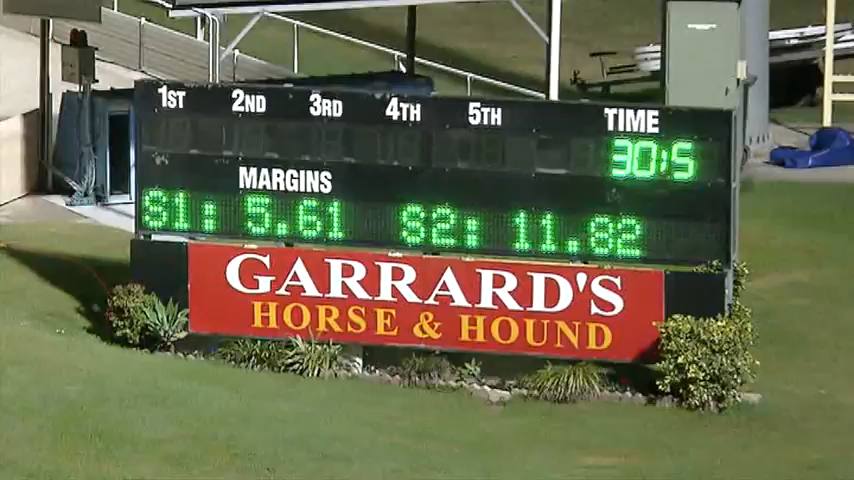 1ST 2ND 3RD 4TH 5TH TIME
30:5
MARGINS
S1: 5.61 S2: 11.82
GARRARD'S
HORSE & HOUND